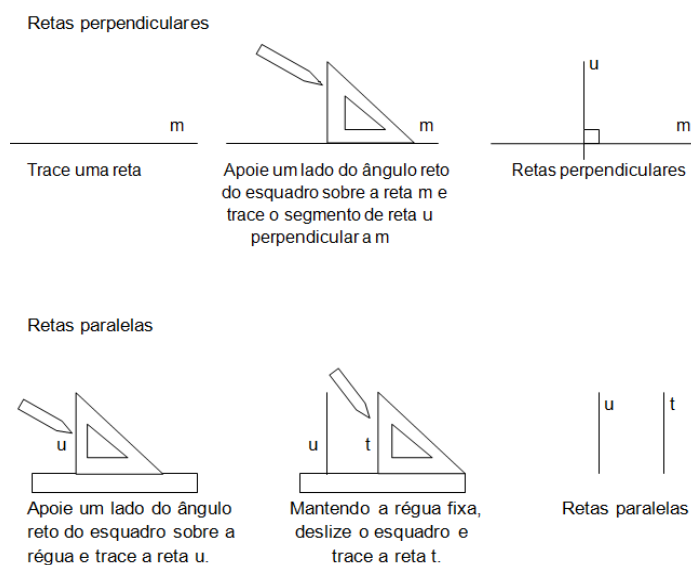 Retas perpendiculares
m
m
u
m
Trace uma reta
Apoie um lado do ângulo reto
do esquadro sobre a reta m e
trace o segmento de reta u
perpendicular a m
Retas perpendiculares
Retas paralelas
u
u
t
u
t
Apoie um lado do ângulo
reto do esquadro sobre a
régua e trace a reta u.
Mantendo a régua fixa,
deslize o esquadro e
trace a reta t.
Retas paralelas